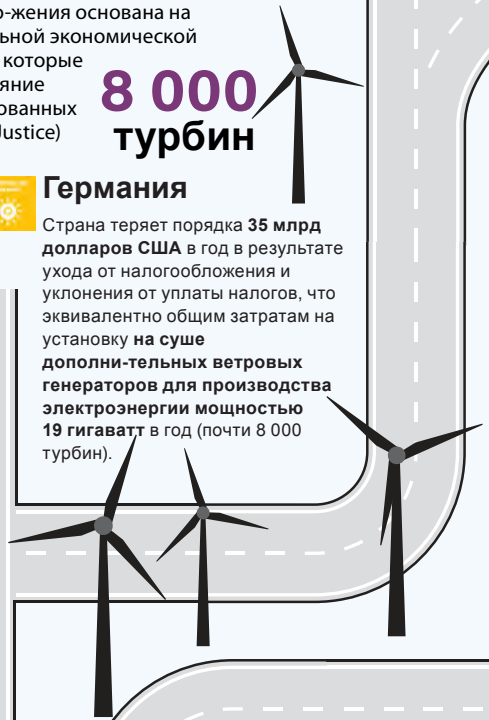 о-жения основана на
ьной экономической
которые
яние
ованных
Justice)
8 000
турбин
Германия
Страна теряет порядка 35 млрд
долларов США в год в результате
ухода от налогообложения и
уклонения от уплаты налогов, что
эквивалентно общим затратам на
установку на суше
дополни-тельных ветровых
генераторов для производства
электроэнергии мощностью
19 гигаватт в год (почти 8 000
турбин).